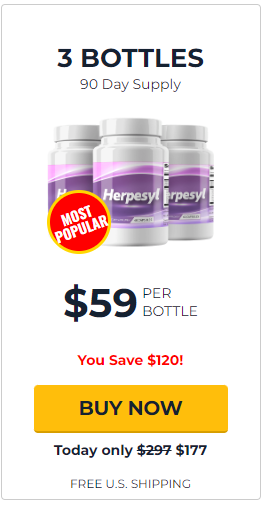 3 BOTTLES
90 Day Supply
Herpesyl
MOST
POPULAR
$59 PER
BOTTLE
You Save $120!
BUY NOW
Today only $297 $177
FREE U.S. SHIPPING